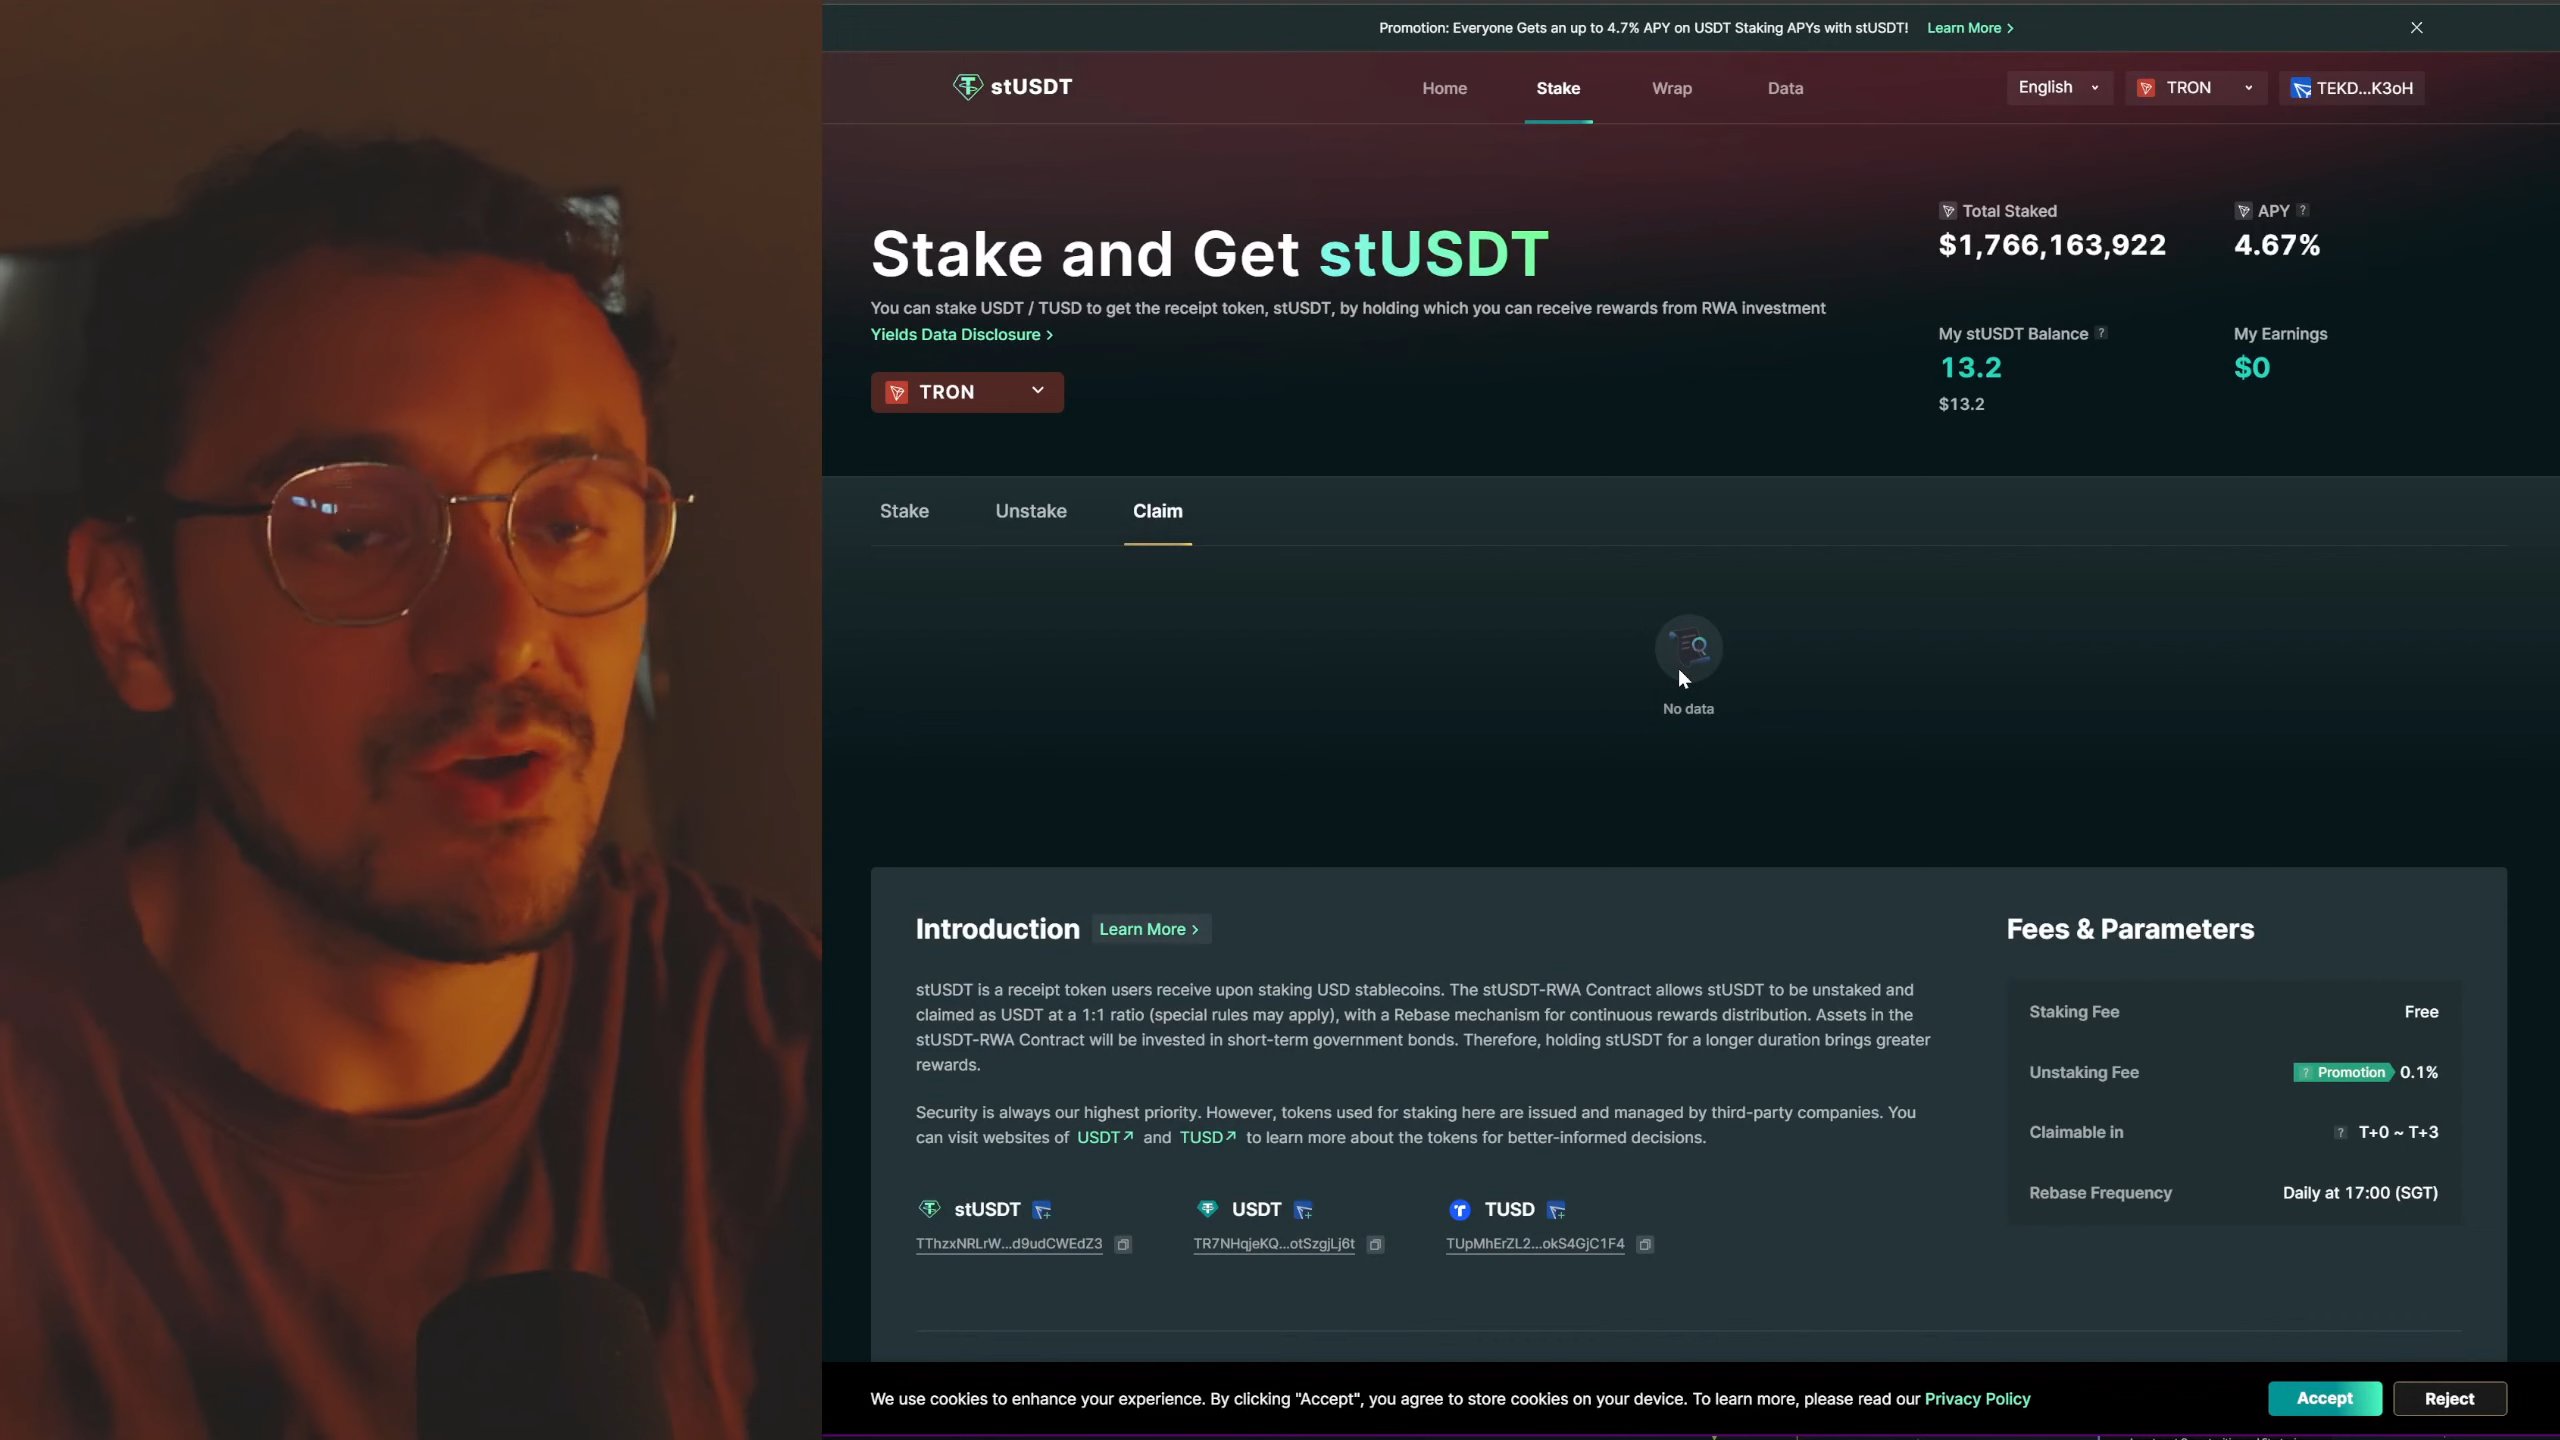 Promotion: Everyone Gets an up to 4.7% APY on USDT Staking APYs with stUSDT! Learn More >
stUSDT Home Stake Wrap Data English TRON TEKD...K3oH
Total Staked APY ?
$1,766,163,922 4.67%
Stake and Get stUSDT
You can stake USDT / TUSD to get the receipt token, stUSDT, by holding which you can receive rewards from RWA investment
Yields Data Disclosure >
My stUSDT Balance ? My Earnings
13.2 $0
$13.2
TRON
Stake Unstake Claim
No data
Introduction Learn More >
stUSDT is a receipt token users receive upon staking USD stablecoins. The stUSDT-RWA Contract allows stUSDT to be unstaked and
claimed as USDT at a 1:1 ratio (special rules may apply), with a Rebase mechanism for continuous rewards distribution. Assets in the
stUSDT-RWA Contract will be invested in short-term government bonds. Therefore, holding stUSDT for a longer duration brings greater
rewards.
Security is always our highest priority. However, tokens used for staking here are issued and managed by third-party companies. You
can visit websites of USDT↗ and TUSD↗ to learn more about the tokens for better-informed decisions.
stUSDT USDT TUSD
TThzxNRLrW...d9udCWEdZ3 TR7NHqjeKQ...otSzgjLj6t TUpMhErZL2...okS4GjC1F4
Fees & Parameters
Staking Fee Free
Unstaking Fee ? Promotion 0.1%
Claimable in ? T+0 ~ T+3
Rebase Frequency Daily at 17:00 (SGT)
We use cookies to enhance your experience. By clicking "Accept", you agree to store cookies on your device. To learn more, please read our Privacy Policy
Accept Reject